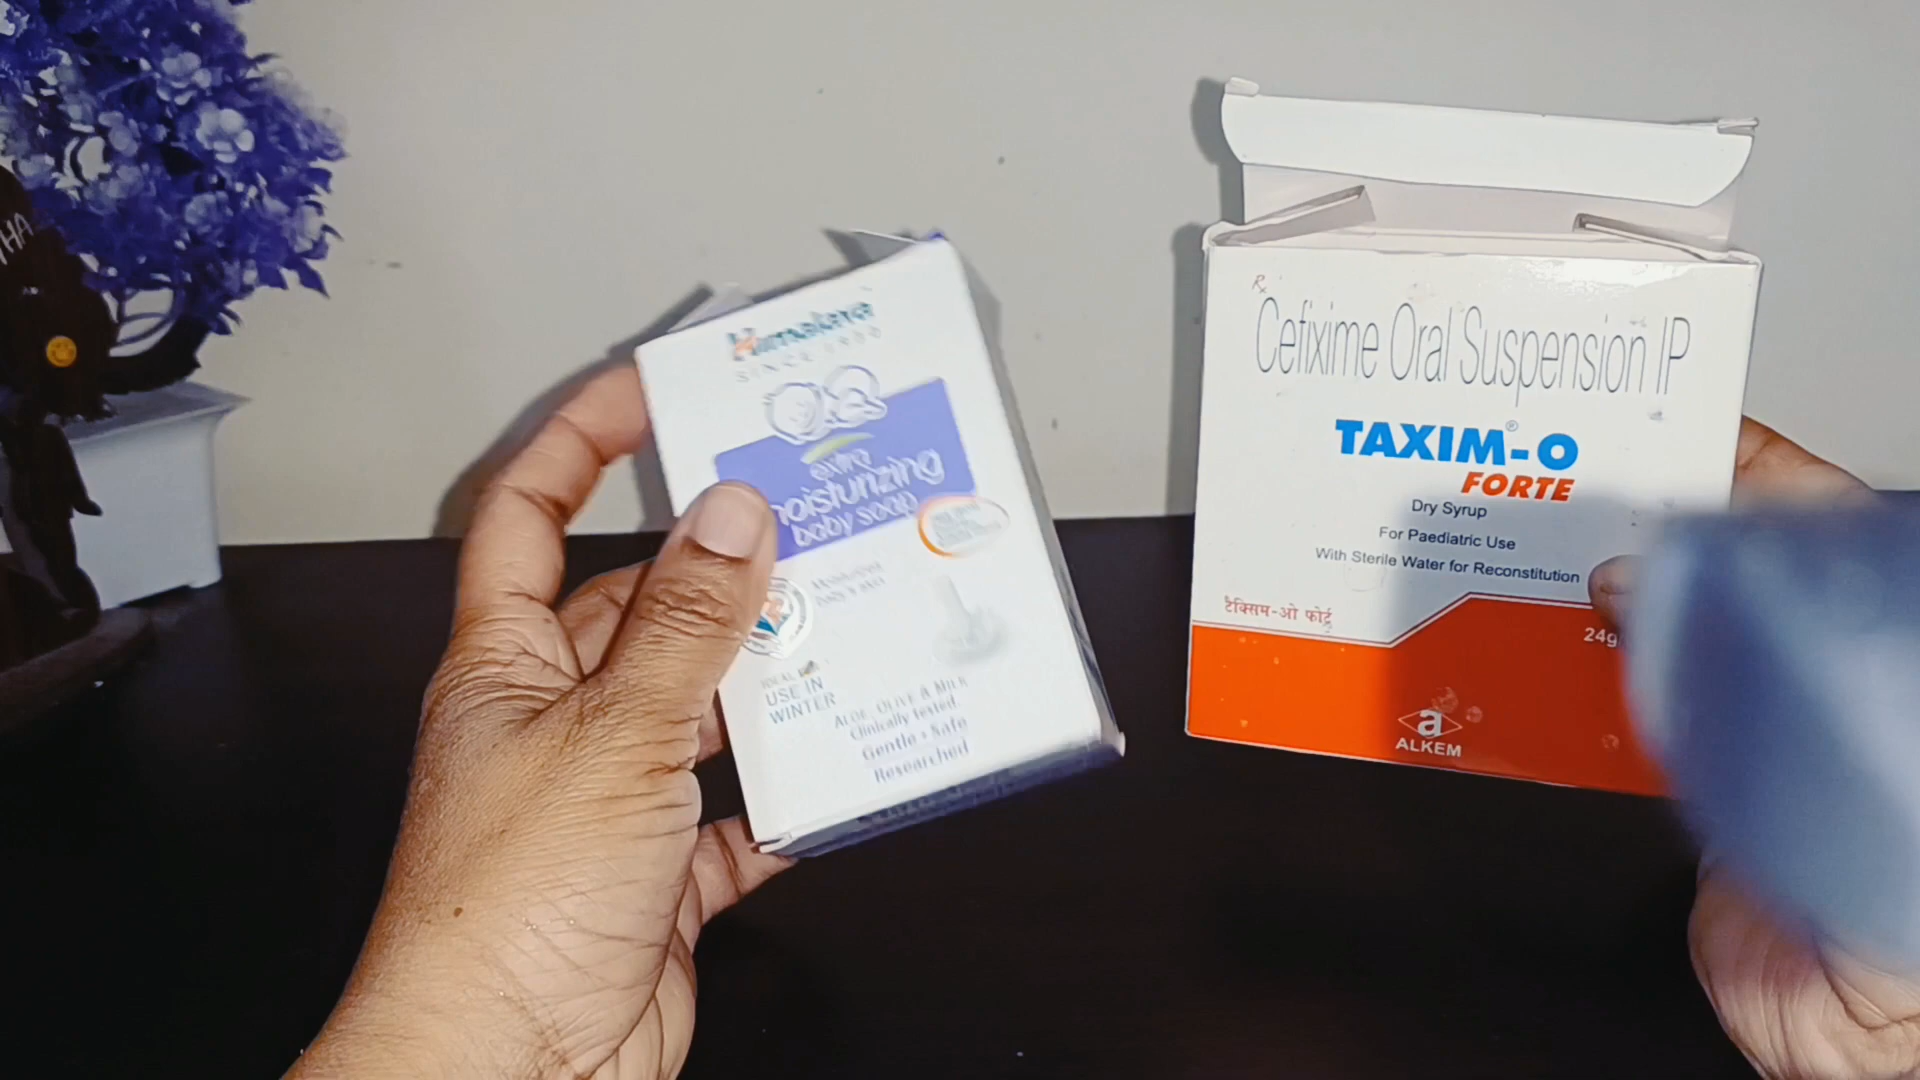 HA
Himalaya
SINCE 1930
extra
moisturizing
baby soap
IDEAL FOR
USE IN
WINTER
ALOE, OLIVE & MILK
Clinically tested.
Gentle • Safe
Researched
Rx
Cefixime Oral Suspension IP
TAXIM-O®
FORTE
Dry Syrup
For Paediatric Use
With Sterile Water for Reconstitution
टैक्सिम-ओ फोर्ट
24g
a
ALKEM